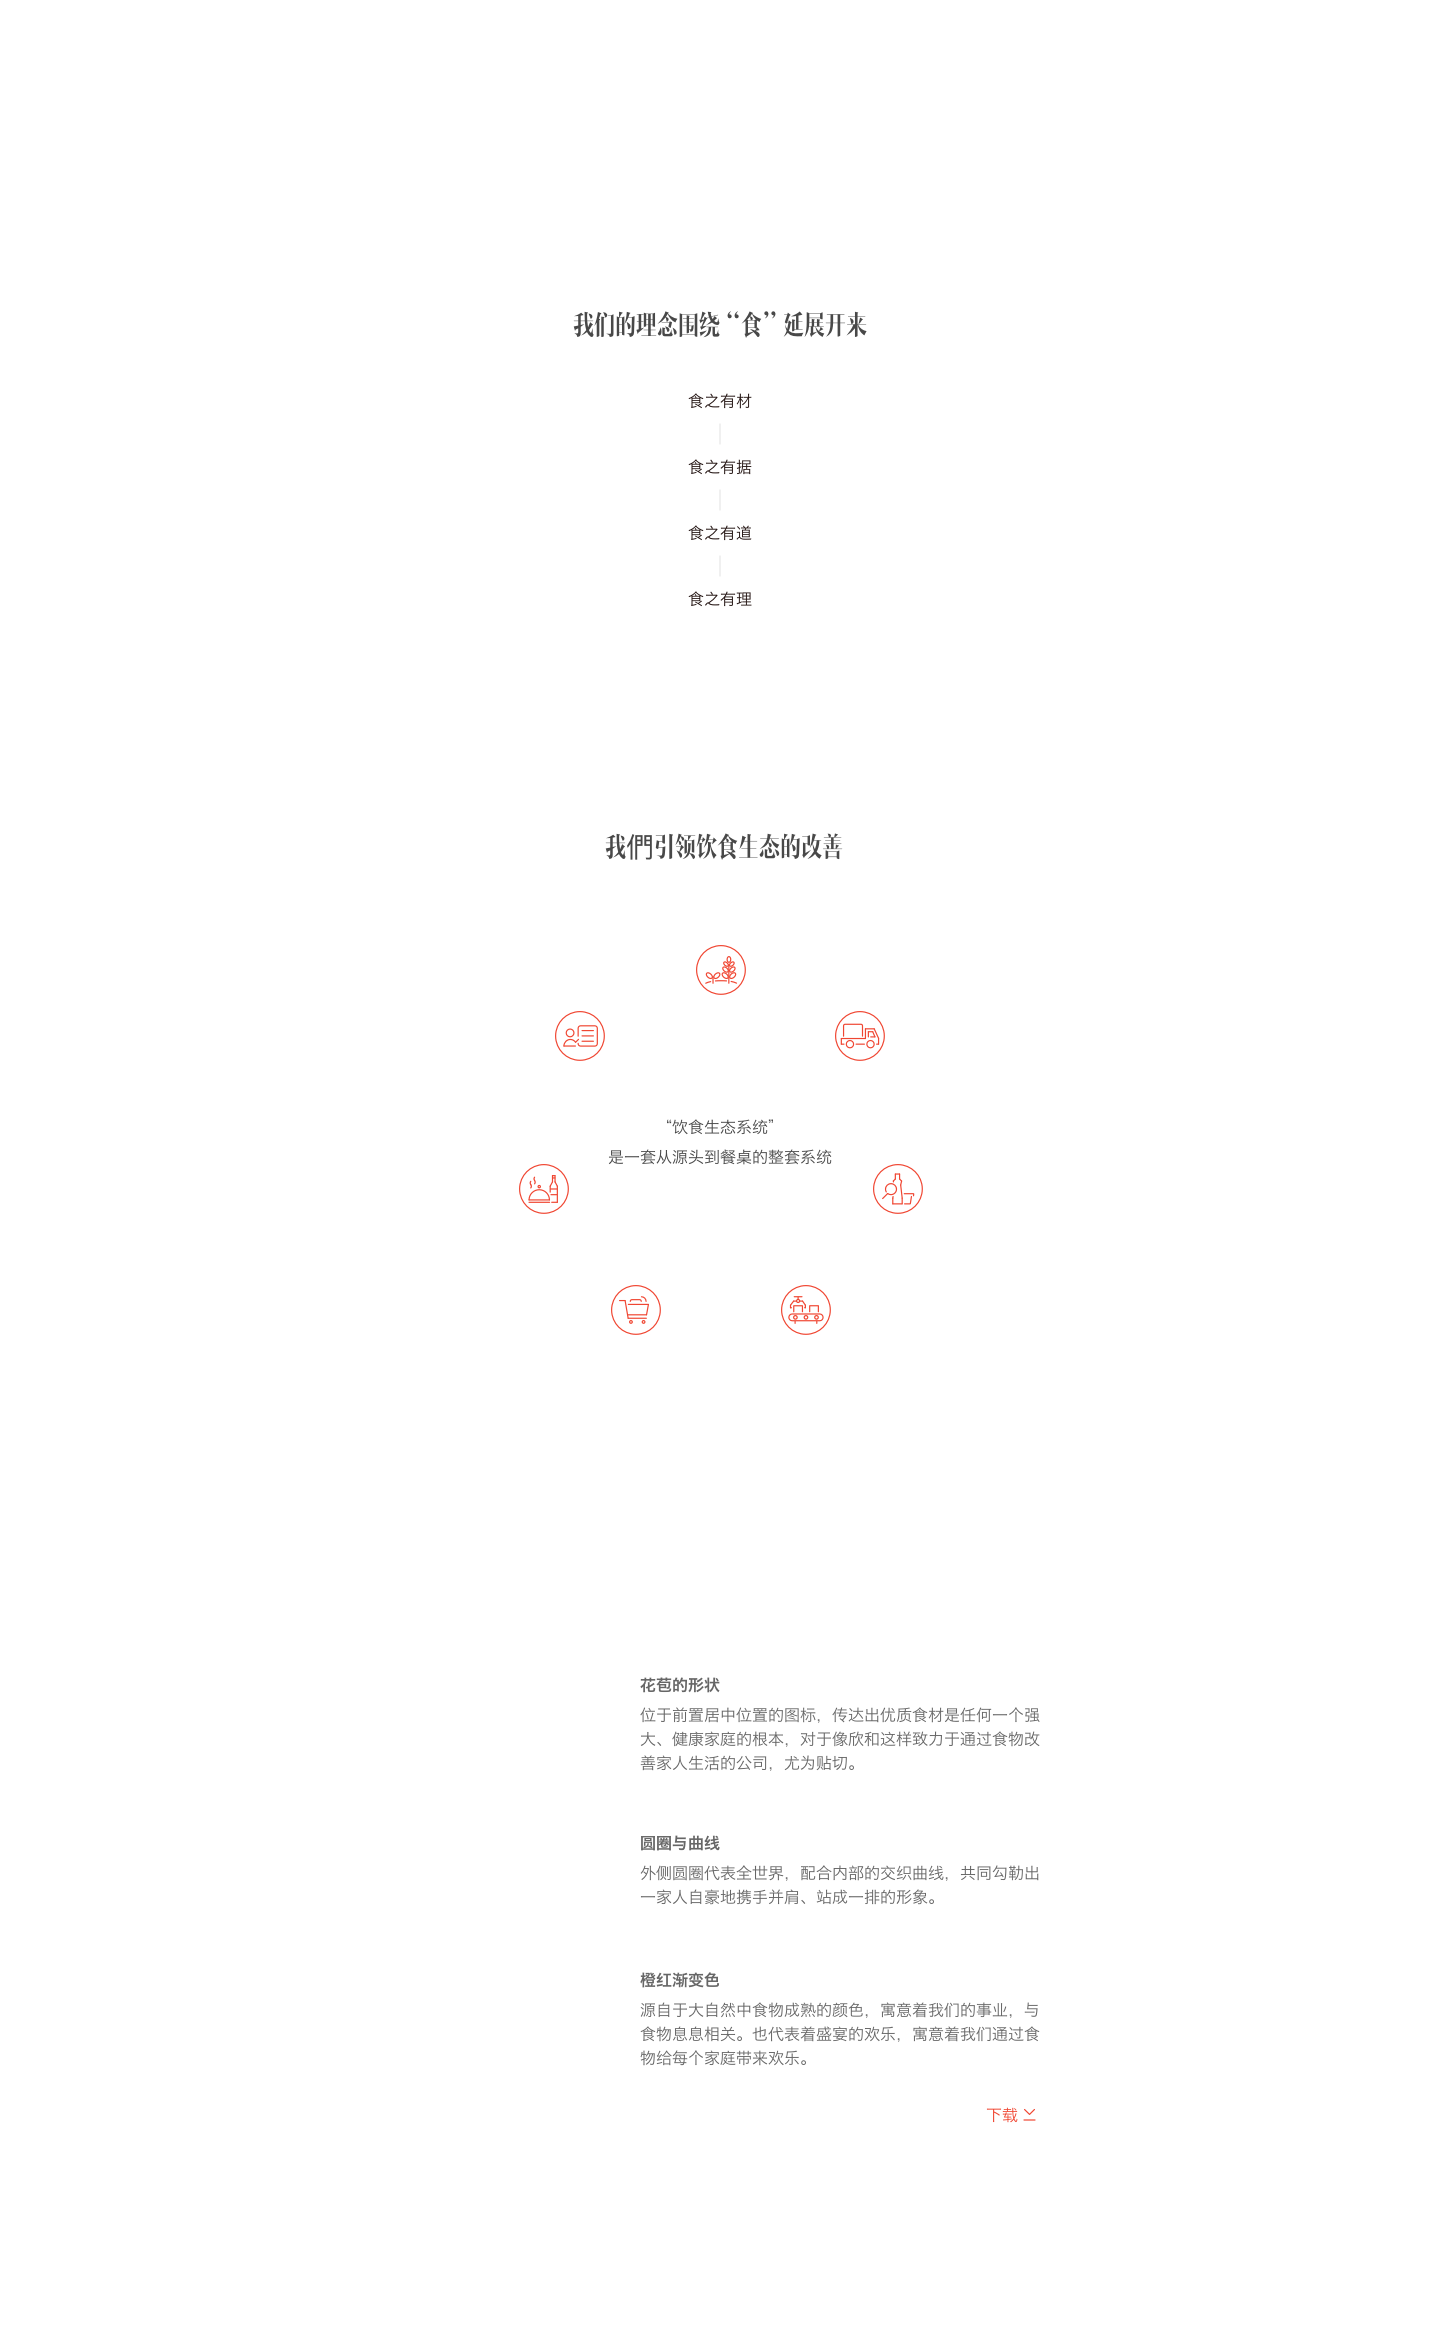 我们的理念围绕“食”延展开来
食之有材
食之有据
食之有道
食之有理
我們引领饮食生态的改善
“饮食生态系统”
是一套从源头到餐桌的整套系统
花苞的形状
位于前置居中位置的图标，传达出优质食材是任何一个强
大、健康家庭的根本，对于像欣和这样致力于通过食物改
善家人生活的公司，尤为贴切。
圆圈与曲线
外侧圆圈代表全世界，配合内部的交织曲线，共同勾勒出
一家人自豪地携手并肩、站成一排的形象。
橙红渐变色
源自于大自然中食物成熟的颜色，寓意着我们的事业，与
食物息息相关。也代表着盛宴的欢乐，寓意着我们通过食
物给每个家庭带来欢乐。
下载